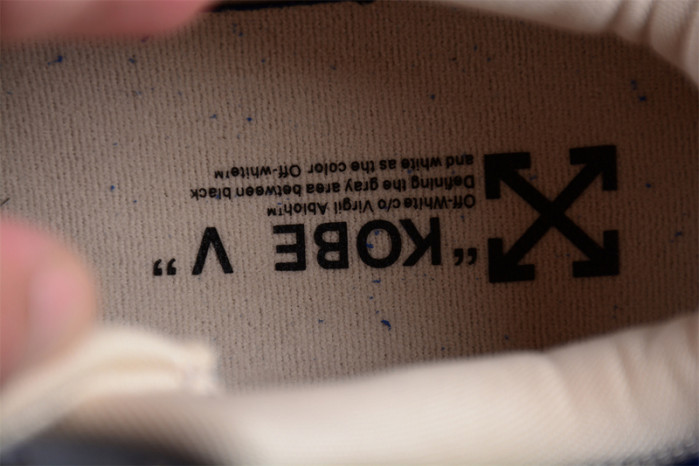 “KOBE V”
Off-White c/o Virgil Abloh™
Defining the gray area between black
and white as the color Off-white™